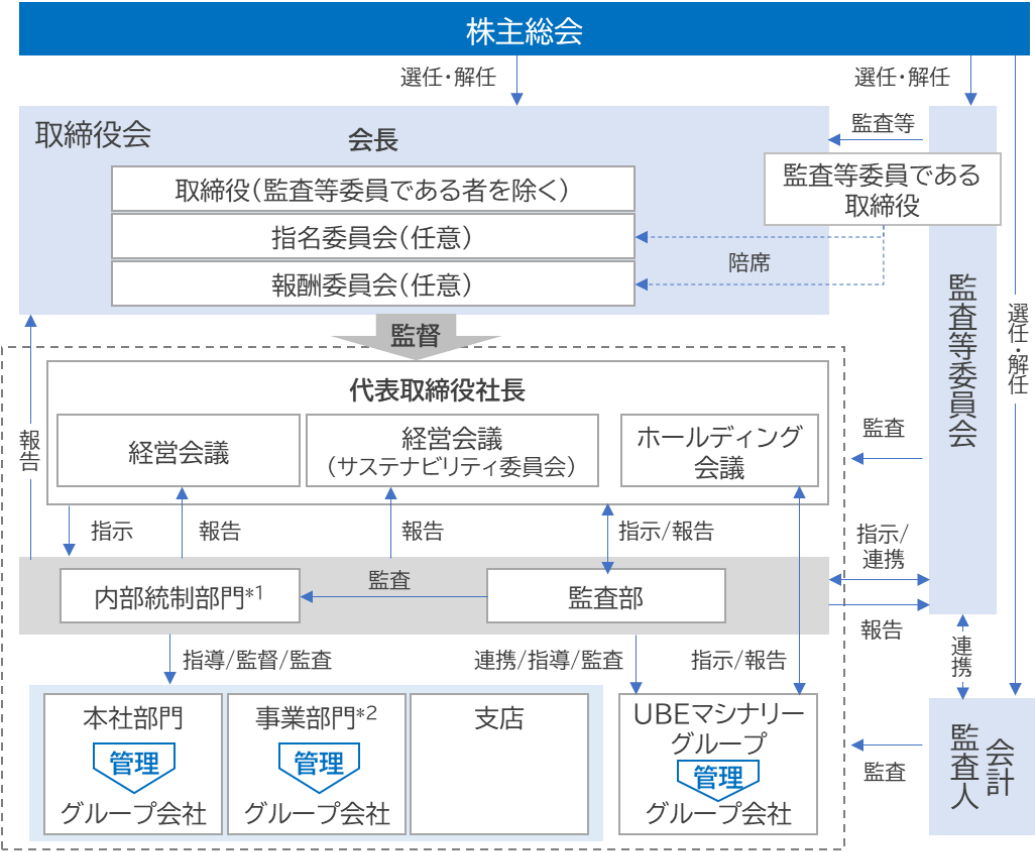 株主総会
選任・解任
選任・解任
取締役会
会長
監査等
取締役（監査等委員である者を除く）
監査等委員である
取締役
指名委員会（任意）
陪席
報酬委員会（任意）
監査等委員会
選任・解任
監督
代表取締役社長
報告
経営会議
経営会議
（サステナビリティ委員会）
ホールディング
会議
監査
指示
報告
報告
指示/報告
指示/
連携
内部統制部門*1
監査
監査部
報告
指導/監督/監査
連携/指導/監査
指示/報告
連携
本社部門
管理
グループ会社
事業部門*2
管理
グループ会社
支店
UBEマシナリー
グループ
管理
グループ会社
監査
会計
監査人